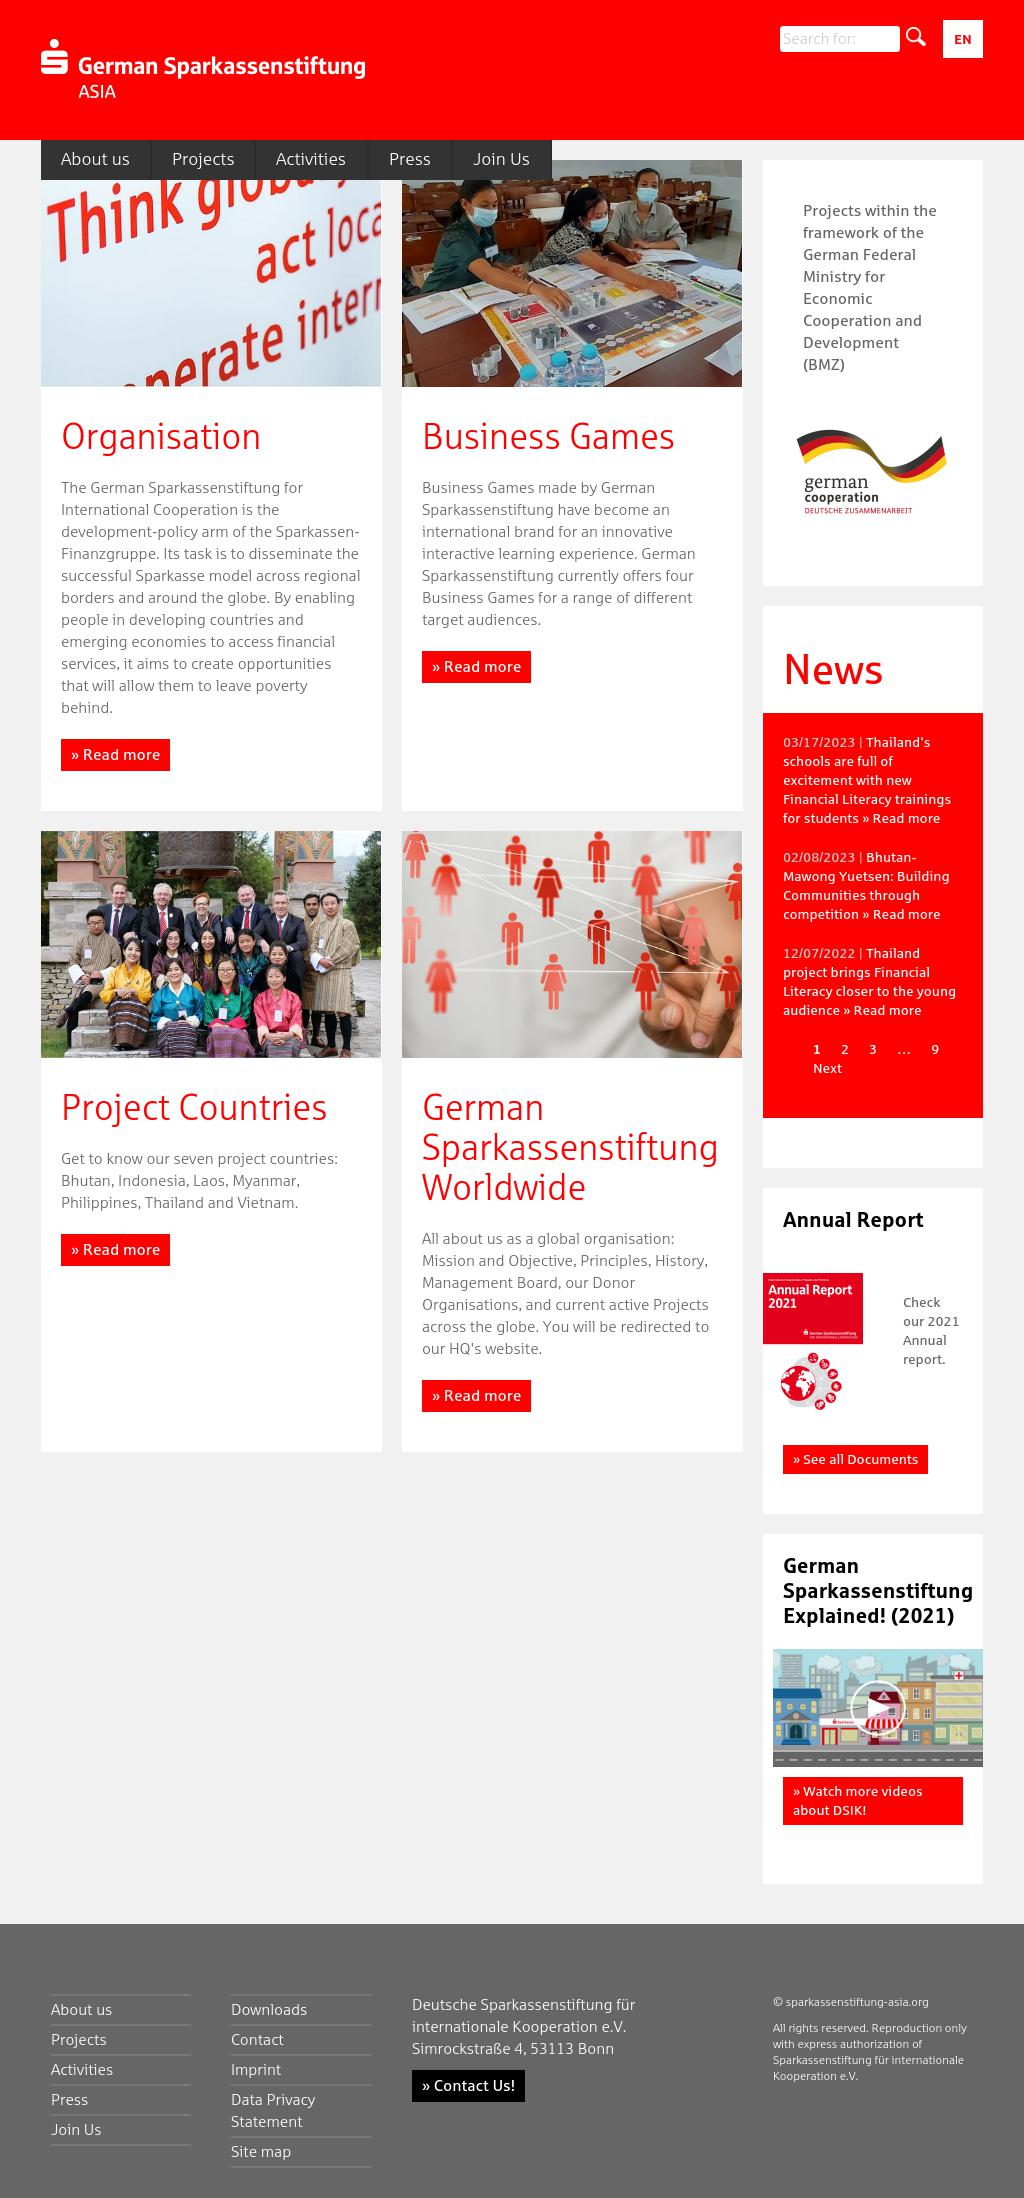 German Sparkassenstiftung
ASIA
Search for:
EN
About us
Projects
Activities
Press
Join Us
Think
act
Organisation
The German Sparkassenstiftung for
International Cooperation is the
development-policy arm of the Sparkassen-
Finanzgruppe. Its task is to disseminate the
successful Sparkasse model across regional
borders and around the globe. By enabling
people in developing countries and
emerging economies to access financial
services, it aims to create opportunities
that will allow them to leave poverty
behind.
» Read more
Business Games
Business Games made by German
Sparkassenstiftung have become an
international brand for an innovative
interactive learning experience. German
Sparkassenstiftung currently offers four
Business Games for a range of different
target audiences.
» Read more
Project Countries
Get to know our seven project countries:
Bhutan, Indonesia, Laos, Myanmar,
Philippines, Thailand and Vietnam.
» Read more
German
Sparkassenstiftung
Worldwide
All about us as a global organisation:
Mission and Objective, Principles, History,
Management Board, our Donor
Organisations, and current active Projects
across the globe. You will be redirected to
our HQ's website.
» Read more
Projects within the
framework of the
German Federal
Ministry for
Economic
Cooperation and
Development
(BMZ)
german
cooperation
DEUTSCHE ZUSAMMENARBEIT
News
03/17/2023 | Thailand's
schools are full of
excitement with new
Financial Literacy trainings
for students » Read more
02/08/2023 | Bhutan-
Mawong Yuetsen: Building
Communities through
competition » Read more
12/07/2022 | Thailand
project brings Financial
Literacy closer to the young
audience » Read more
1 2 3 … 9
Next
Annual Report
Annual Report
2021
German Sparkassenstiftung
Check
our 2021
Annual
report.
» See all Documents
German
Sparkassenstiftung
Explained! (2021)
Sparkasse
» Watch more videos
about DSIK!
About us
Projects
Activities
Press
Join Us
Downloads
Contact
Imprint
Data Privacy
Statement
Site map
Deutsche Sparkassenstiftung für
internationale Kooperation e.V.
Simrockstraße 4, 53113 Bonn
» Contact Us!
© sparkassenstiftung-asia.org
All rights reserved. Reproduction only
with express authorization of
Sparkassenstiftung für internationale
Kooperation e.V.